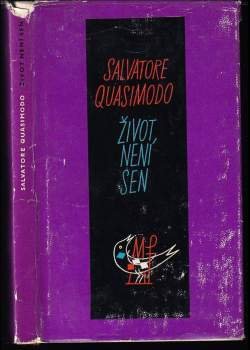 SALVATORE QUASIMODO ŽIVOT NENÍ SEN
SALVATORE
QUASIMODO
ŽIVOT
NENÍ
SEN